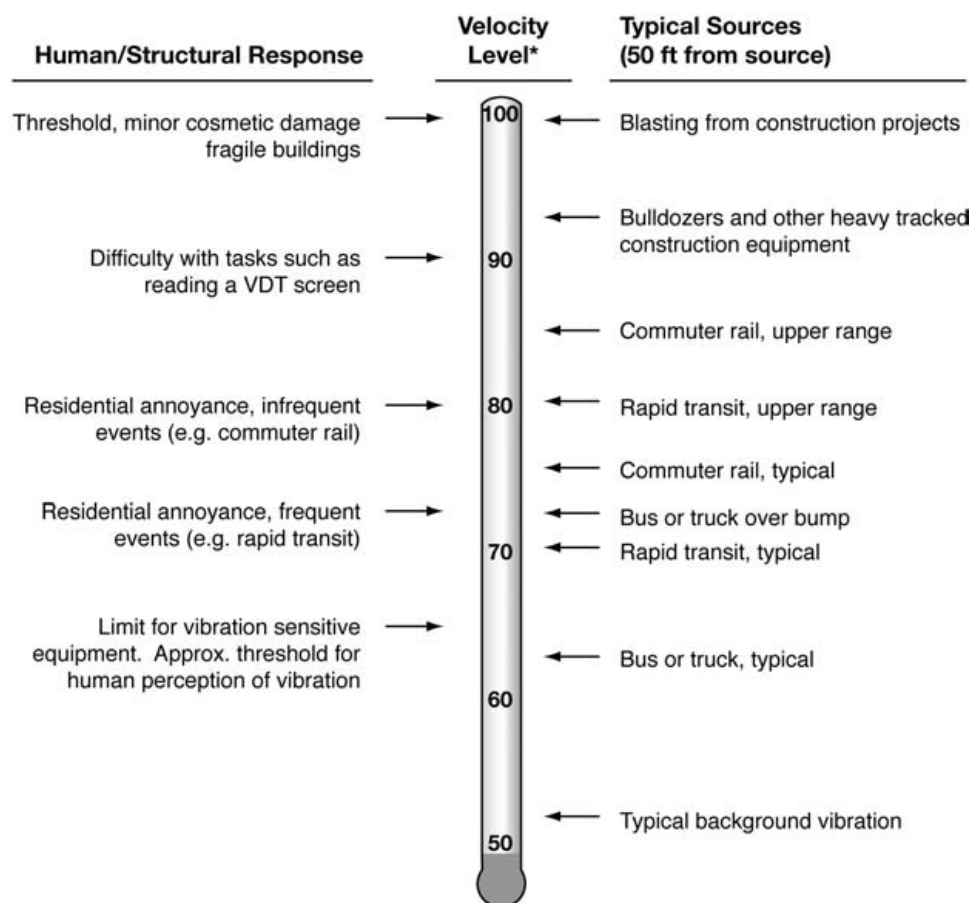 Human/Structural Response
Velocity
Level*
Typical Sources
(50 ft from source)
Threshold, minor cosmetic damage
fragile buildings
100
Blasting from construction projects
Bulldozers and other heavy tracked
construction equipment
Difficulty with tasks such as
reading a VDT screen
90
Commuter rail, upper range
Residential annoyance, infrequent
events (e.g. commuter rail)
80
Rapid transit, upper range
Commuter rail, typical
Residential annoyance, frequent
events (e.g. rapid transit)
Bus or truck over bump
70
Rapid transit, typical
Limit for vibration sensitive
equipment.  Approx. threshold for
human perception of vibration
Bus or truck, typical
60
Typical background vibration
50